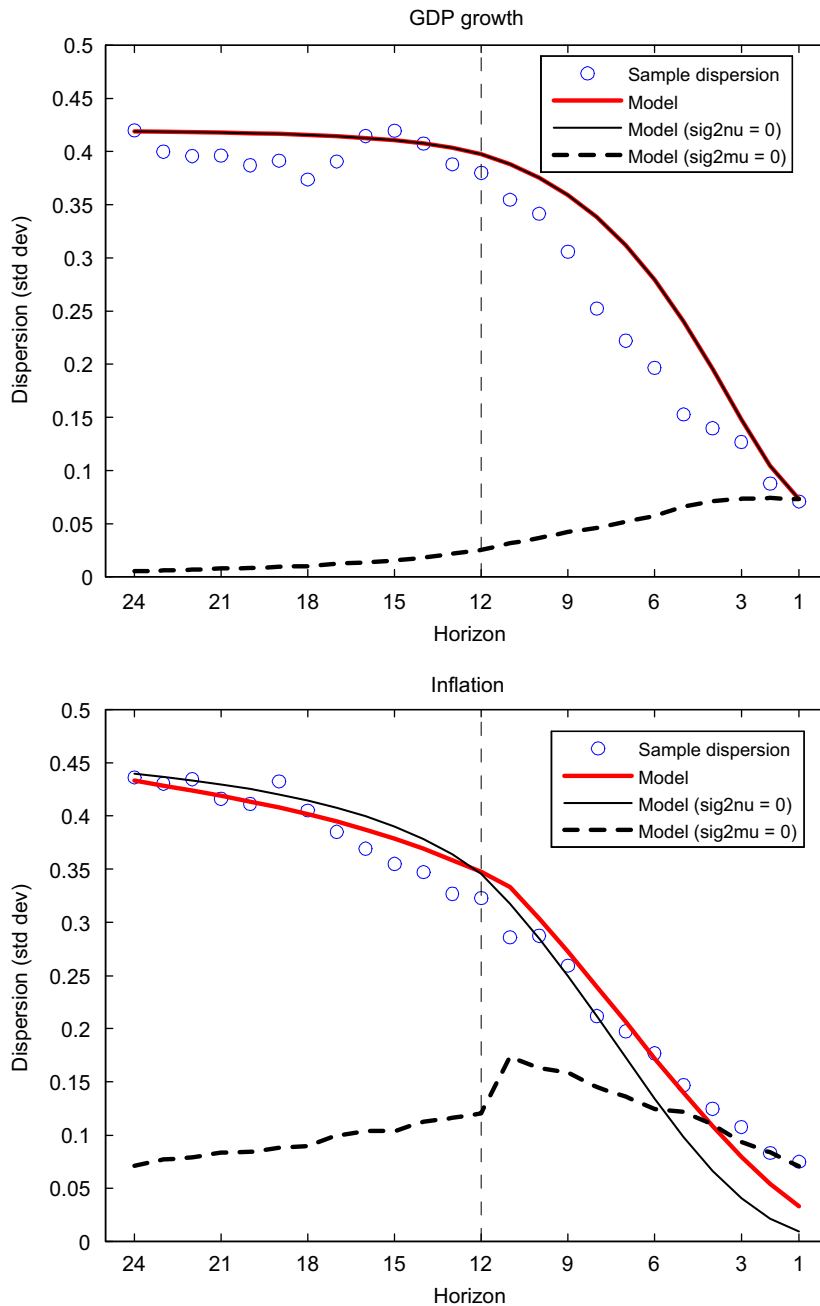 GDP growth
0.5
0.45
0.4
0.35
0.3
0.25
0.2
0.15
0.1
0.05
0
Dispersion (std dev)
Sample dispersion
Model
Model (sig2nu = 0)
Model (sig2mu = 0)
24 21 18 15 12 9 6 3 1
Horizon
Inflation
0.5
0.45
0.4
0.35
0.3
0.25
0.2
0.15
0.1
0.05
0
Dispersion (std dev)
Sample dispersion
Model
Model (sig2nu = 0)
Model (sig2mu = 0)
24 21 18 15 12 9 6 3 1
Horizon